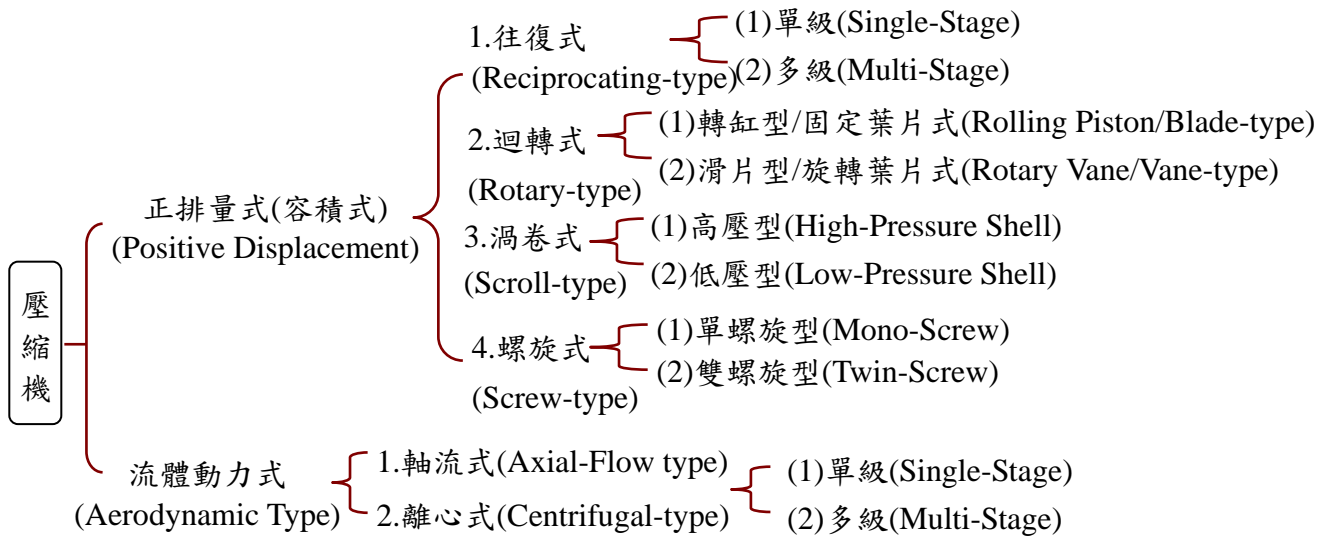 壓縮機
正排量式(容積式)
(Positive Displacement)
1.往復式
(Reciprocating-type)
(1)單級(Single-Stage)
(2)多級(Multi-Stage)
2.迴轉式
(Rotary-type)
(1)轉缸型/固定葉片式(Rolling Piston/Blade-type)
(2)滑片型/旋轉葉片式(Rotary Vane/Vane-type)
3.渦卷式
(Scroll-type)
(1)高壓型(High-Pressure Shell)
(2)低壓型(Low-Pressure Shell)
4.螺旋式
(Screw-type)
(1)單螺旋型(Mono-Screw)
(2)雙螺旋型(Twin-Screw)
流體動力式
(Aerodynamic Type)
1.軸流式(Axial-Flow type)
2.離心式(Centrifugal-type)
(1)單級(Single-Stage)
(2)多級(Multi-Stage)